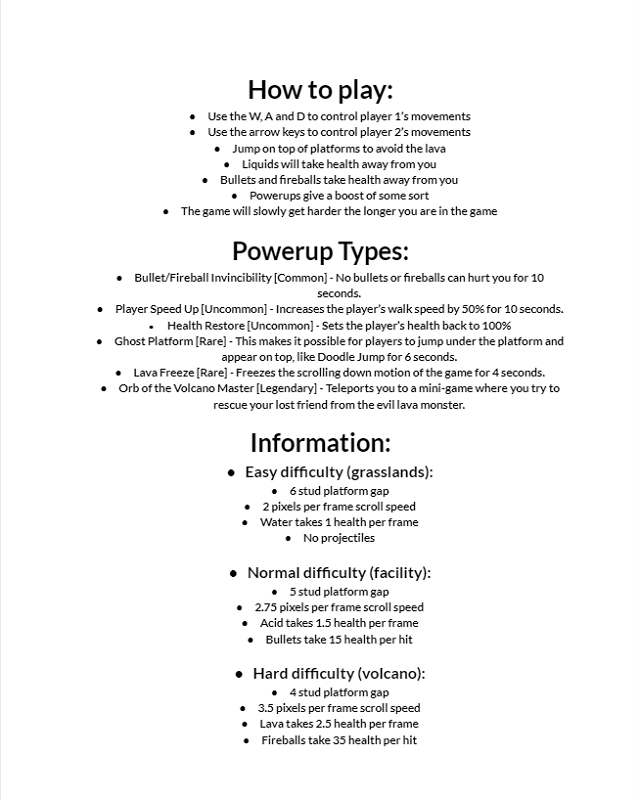 How to play:
● Use the W, A and D to control player 1's movements
● Use the arrow keys to control player 2's movements
● Jump on top of platforms to avoid the lava
● Liquids will take health away from you
● Bullets and fireballs take health away from you
● Powerups give a boost of some sort
● The game will slowly get harder the longer you are in the game
Powerup Types:
● Bullet/Fireball Invincibility [Common] - No bullets or fireballs can hurt you for 10
seconds.
● Player Speed Up [Uncommon] - Increases the player's walk speed by 50% for 10 seconds.
● Health Restore [Uncommon] - Sets the player's health back to 100%
● Ghost Platform [Rare] - This makes it possible for players to jump under the platform and
appear on top, like Doodle Jump for 6 seconds.
● Lava Freeze [Rare] - Freezes the scrolling down motion of the game for 4 seconds.
● Orb of the Volcano Master [Legendary] - Teleports you to a mini-game where you try to
rescue your lost friend from the evil lava monster.
Information:
● Easy difficulty (grasslands):
● 6 stud platform gap
● 2 pixels per frame scroll speed
● Water takes 1 health per frame
● No projectiles
● Normal difficulty (facility):
● 5 stud platform gap
● 2.75 pixels per frame scroll speed
● Acid takes 1.5 health per frame
● Bullets take 15 health per hit
● Hard difficulty (volcano):
● 4 stud platform gap
● 3.5 pixels per frame scroll speed
● Lava takes 2.5 health per frame
● Fireballs take 35 health per hit